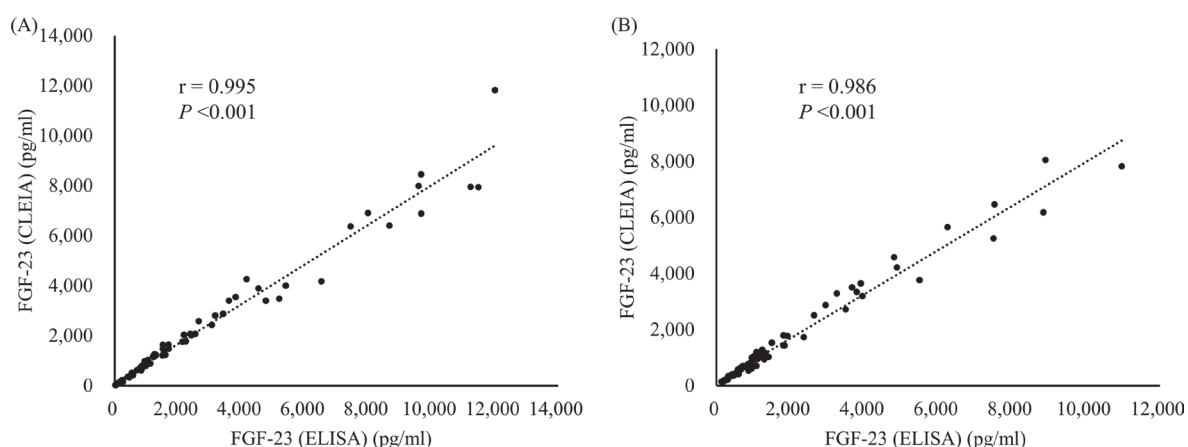 (A)
14,000
12,000
10,000
8,000
6,000
4,000
2,000
0
FGF-23 (CLEIA) (pg/ml)
r = 0.995
P <0.001
0 2,000 4,000 6,000 8,000 10,000 12,000 14,000
FGF-23 (ELISA) (pg/ml)
(B)
12,000
10,000
8,000
6,000
4,000
2,000
0
FGF-23 (CLEIA) (pg/ml)
r = 0.986
P <0.001
0 2,000 4,000 6,000 8,000 10,000 12,000
FGF-23 (ELISA) (pg/ml)